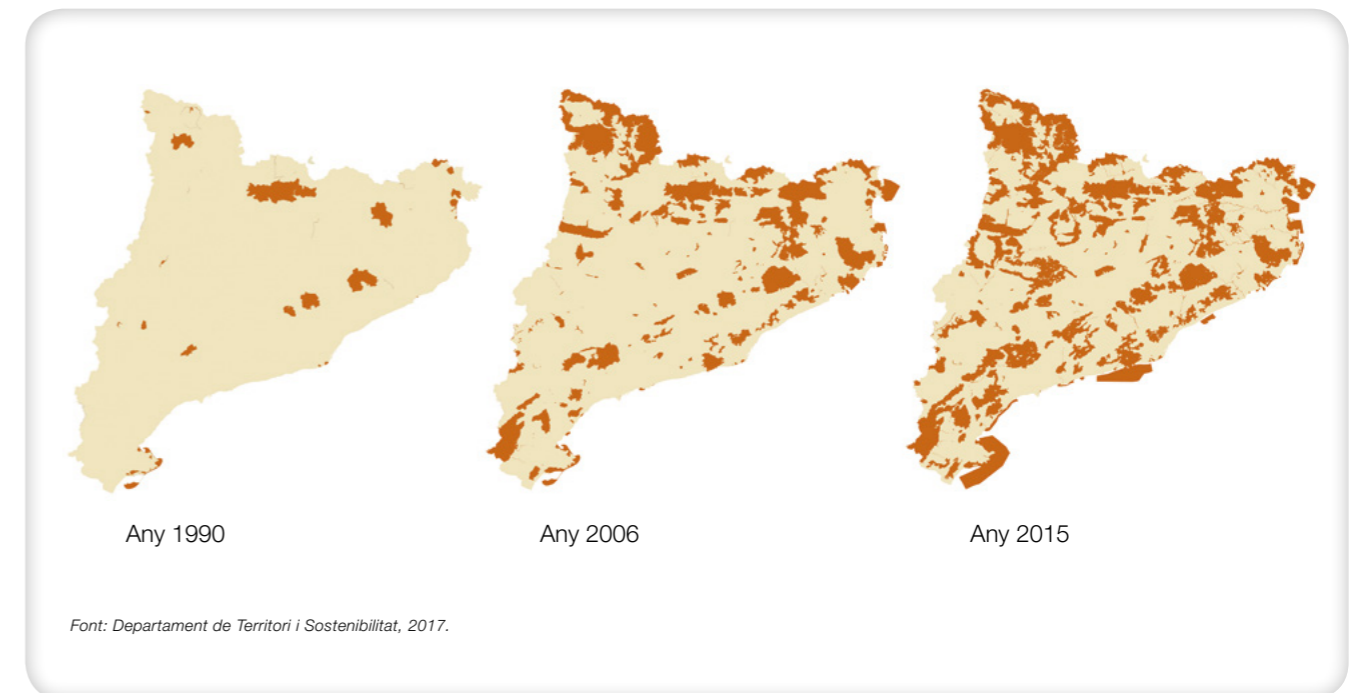 Any 1990
Any 2006
Any 2015
Font: Departament de Territori i Sostenibilitat, 2017.